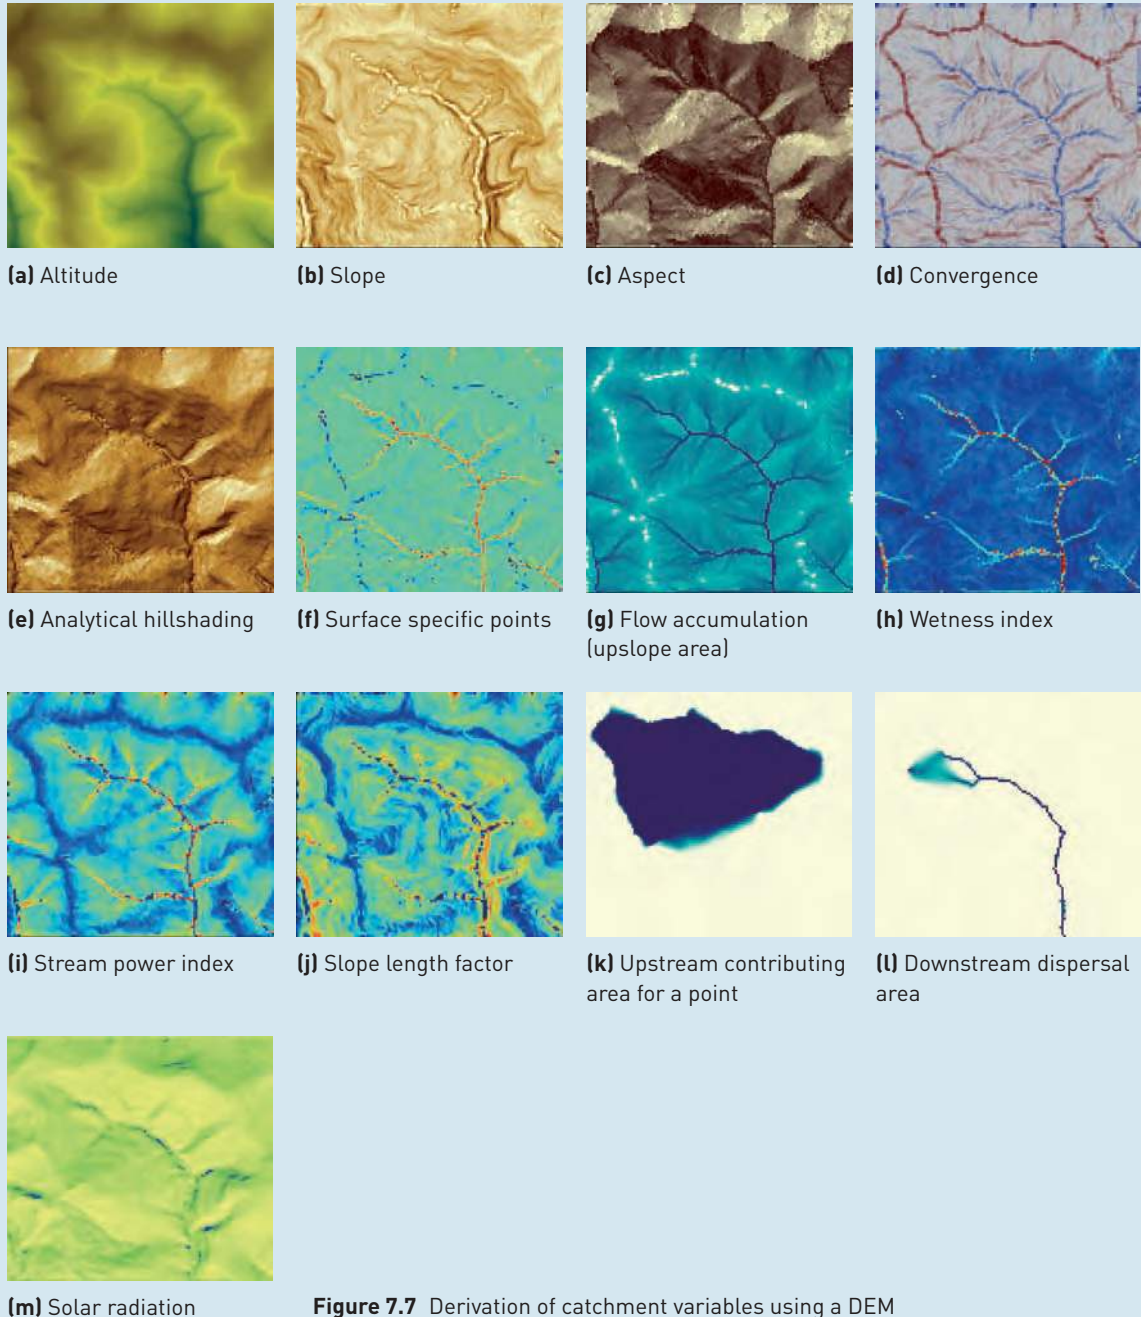 (a) Altitude
(b) Slope
(c) Aspect
(d) Convergence
(e) Analytical hillshading
(f) Surface specific points
(g) Flow accumulation
(upslope area)
(h) Wetness index
(i) Stream power index
(j) Slope length factor
(k) Upstream contributing
area for a point
(l) Downstream dispersal
area
(m) Solar radiation
Figure 7.7 Derivation of catchment variables using a DEM